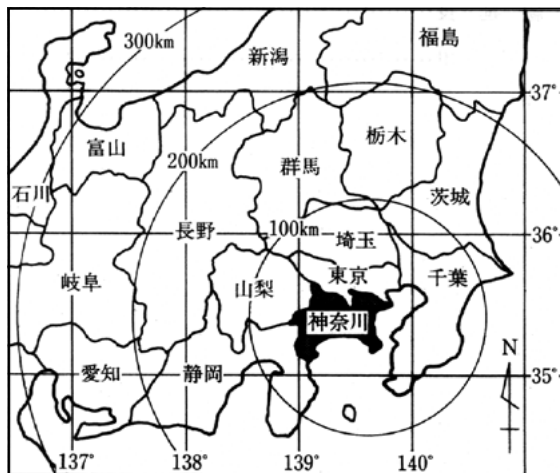 300km
新潟
福島
37°
富山
200km
群馬
栃木
石川
茨城
長野
100km
埼玉
36°
岐阜
山梨
東京
千葉
神奈川
N
愛知
静岡
35°
137°
138°
139°
140°